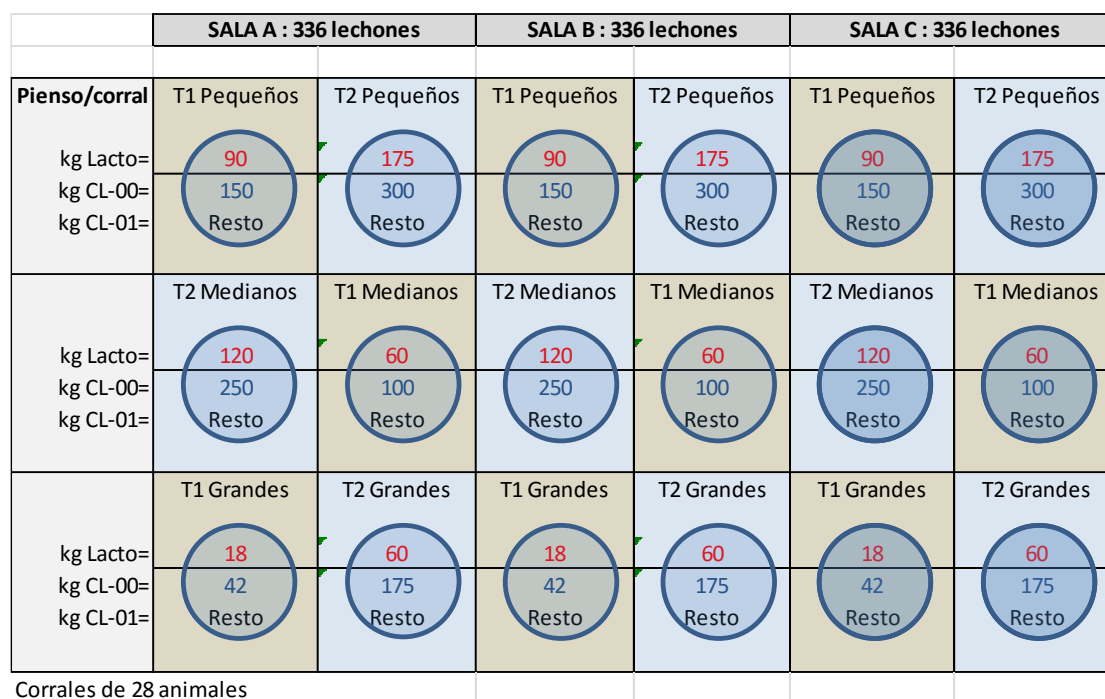 SALA A : 336 lechones SALA B : 336 lechones SALA C : 336 lechones
Pienso/corral T1 Pequeños T2 Pequeños T1 Pequeños T2 Pequeños T1 Pequeños T2 Pequeños
kg Lacto= 90 175 90 175 90 175
kg CL-00= 150 300 150 300 150 300
kg CL-01= Resto Resto Resto Resto Resto Resto
T2 Medianos T1 Medianos T2 Medianos T1 Medianos T2 Medianos T1 Medianos
kg Lacto= 120 60 120 60 120 60
kg CL-00= 250 100 250 100 250 100
kg CL-01= Resto Resto Resto Resto Resto Resto
T1 Grandes T2 Grandes T1 Grandes T2 Grandes T1 Grandes T2 Grandes
kg Lacto= 18 60 18 60 18 60
kg CL-00= 42 175 42 175 42 175
kg CL-01= Resto Resto Resto Resto Resto Resto
Corrales de 28 animales